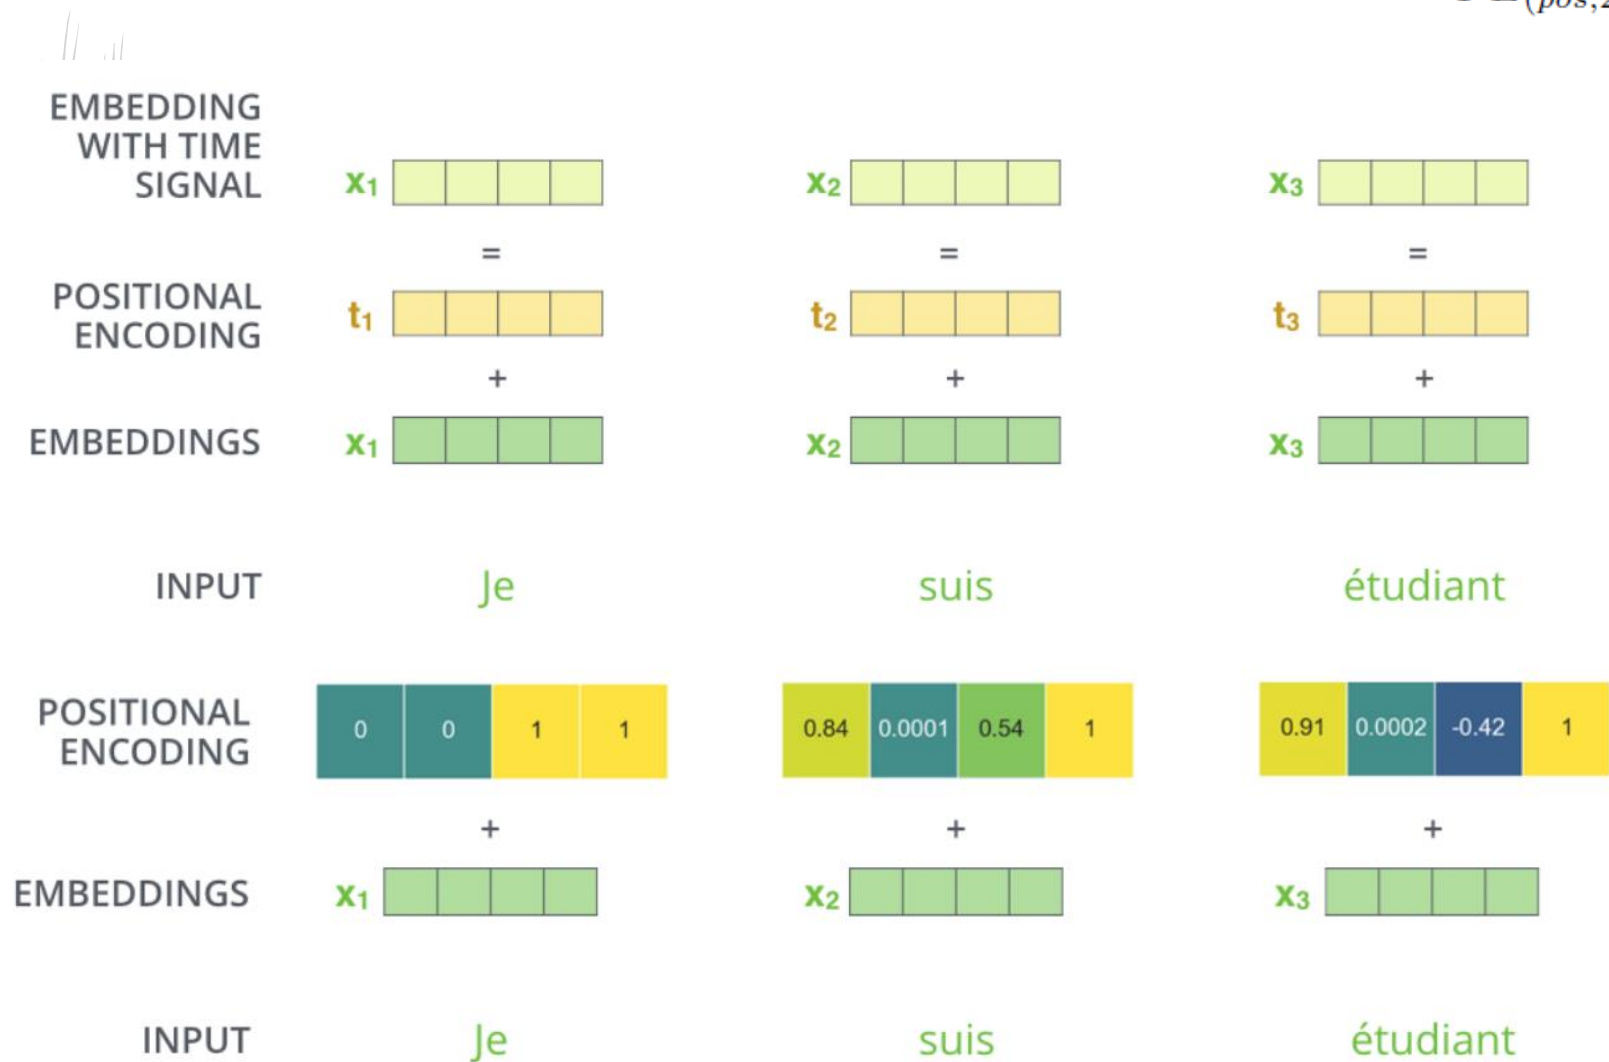 EMBEDDING
WITH TIME
SIGNAL
x₁ x₂ x₃
= = =
POSITIONAL
ENCODING
t₁ t₂ t₃
+ + +
EMBEDDINGS x₁ x₂ x₃
INPUT Je suis étudiant
POSITIONAL
ENCODING
0 0 1 1 0.84 0.0001 0.54 1 0.91 0.0002 -0.42 1
+ + +
EMBEDDINGS x₁ x₂ x₃
INPUT Je suis étudiant